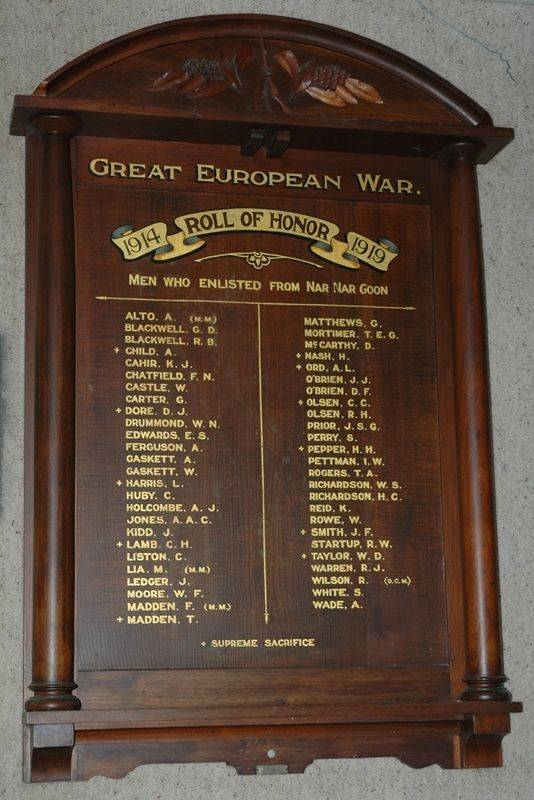 GREAT EUROPEAN WAR.
1914 ROLL OF HONOR 1919
MEN WHO ENLISTED FROM NAR NAR GOON
ALTO. A. (M.M.)
BLACKWELL. G. D.
BLACKWELL. R. B.
+ CHILD. A.
CAHIR. K. J.
CHATFIELD. F. N.
CASTLE. W.
CARTER. G.
+ DORE. D. J.
DRUMMOND. W. N.
EDWARDS. E. S.
FERGUSON. A.
GASKETT. A.
GASKETT. W.
+ HARRIS. L.
HUBY. C.
HOLCOMBE. A. J.
JONES. A. A. C.
KIDD. J.
+ LAMB. C. H.
LISTON. C.
LIA. M. (M.M.)
LEDGER. J.
MOORE. W. F.
MADDEN. F. (M.M.)
+ MADDEN. T.
MATTHEWS. G.
MORTIMER. T. E. G.
McCARTHY. D.
+ NASH. H.
+ ORD. A. L.
O'BRIEN. J. J.
O'BRIEN. D. F.
+ OLSEN. C. C.
OLSEN. R. H.
PRIOR. J. S. G.
PERRY. S.
+ PEPPER. H. H.
PETTMAN. I. W.
ROGERS. T. A.
RICHARDSON. W. S.
RICHARDSON. H. C.
REID. K.
ROWE. W.
+ SMITH. J. F.
STARTUP. R. W.
+ TAYLOR. W. D.
WARREN. R. J.
WILSON. R. (D.C.M.)
WHITE. S.
WADE. A.
+ SUPREME SACRIFICE